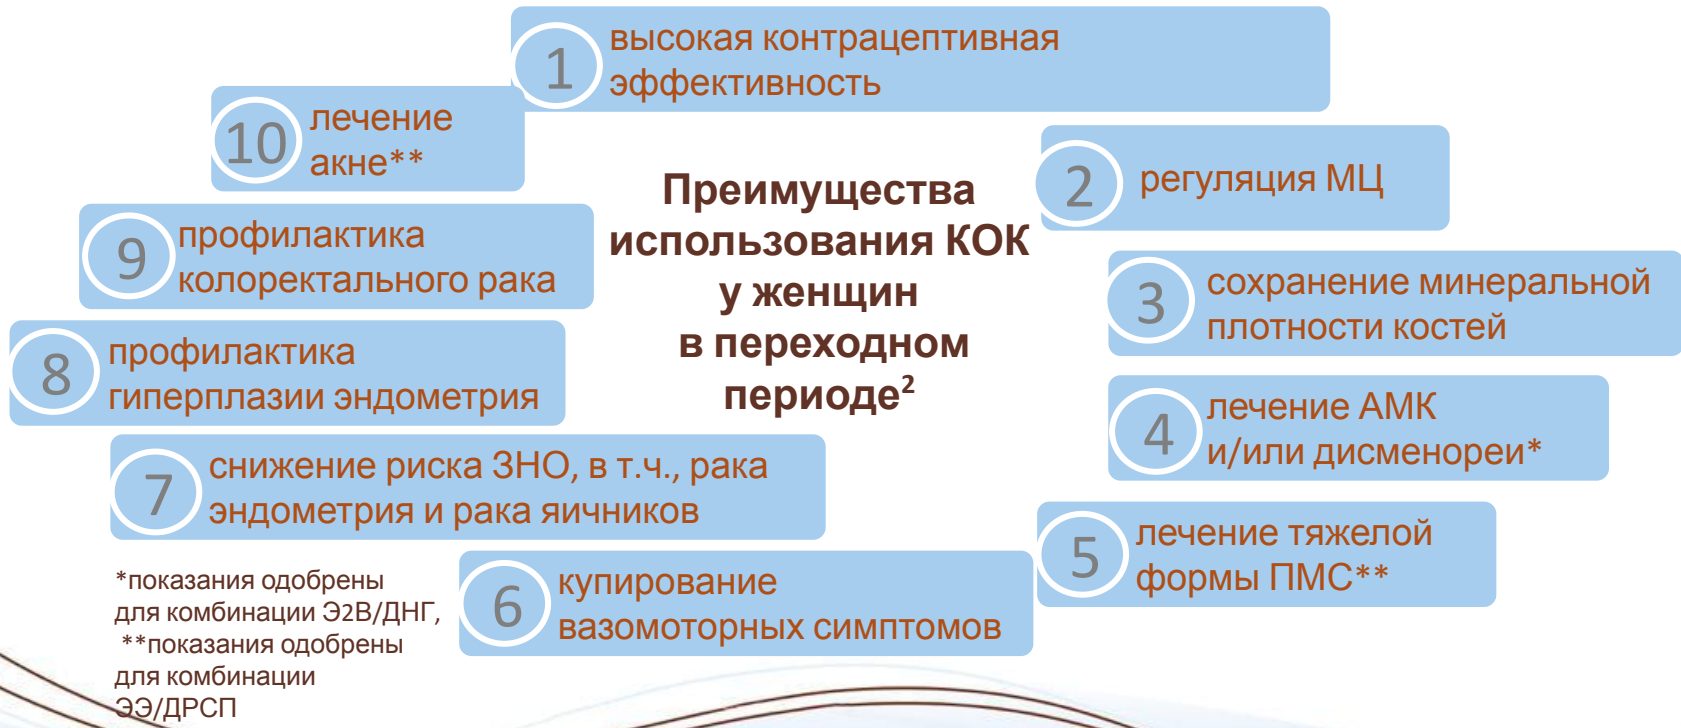 Преимущества
использования КОК
у женщин
в переходном
периоде²
1
высокая контрацептивная
эффективность
2
регуляция МЦ
3
сохранение минеральной
плотности костей
4
лечение АМК
и/или дисменореи*
5
лечение тяжелой
формы ПМС**
6
купирование
вазомоторных симптомов
7
снижение риска ЗНО, в т.ч., рака
эндометрия и рака яичников
8
профилактика
гиперплазии эндометрия
9
профилактика
колоректального рака
10
лечение
акне**
*показания одобрены
для комбинации Э2В/ДНГ,
**показания одобрены
для комбинации
ЭЭ/ДРСП